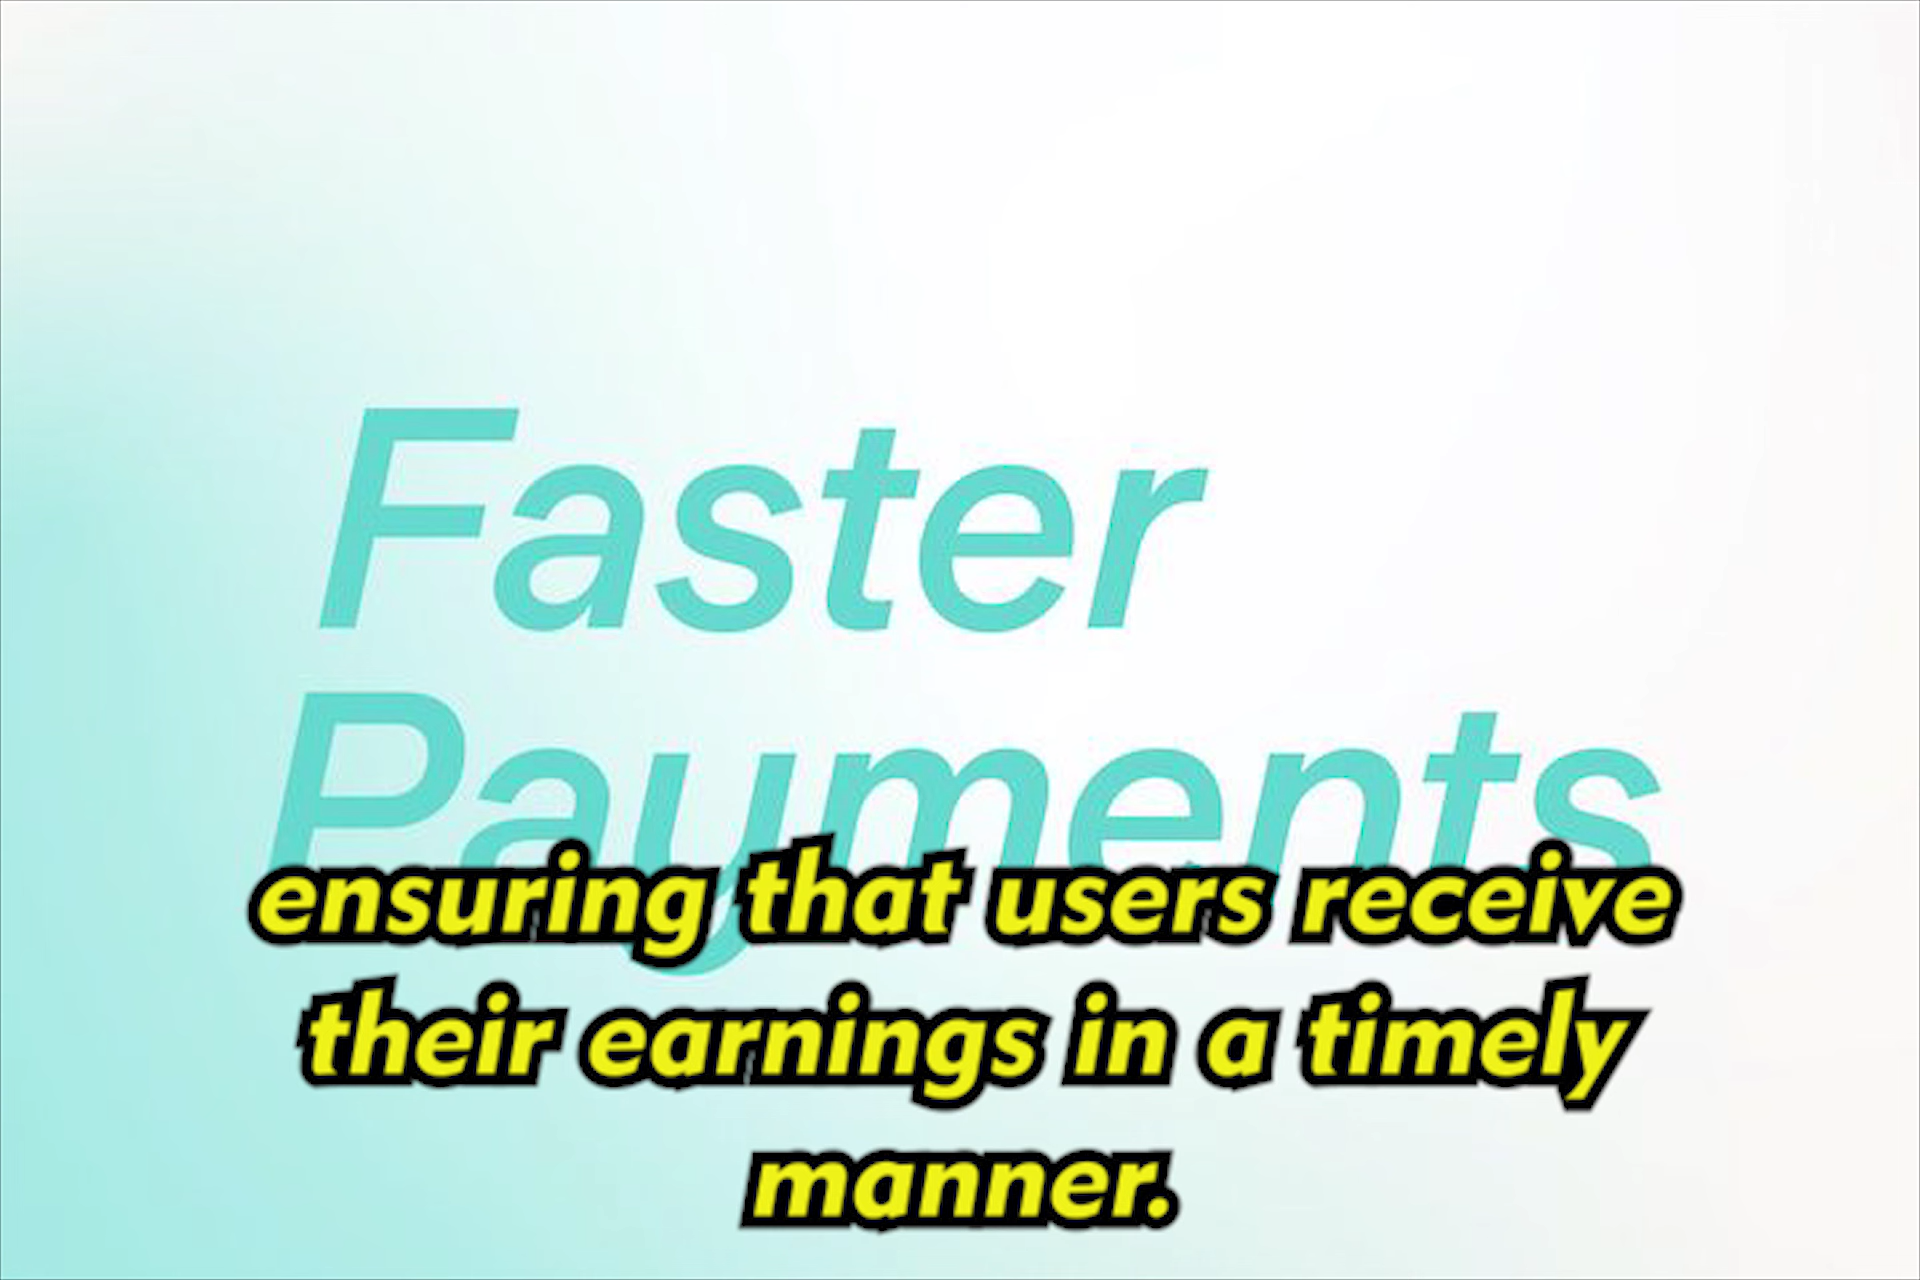 Faster
Payments
ensuring that users receive
their earnings in a timely
manner.